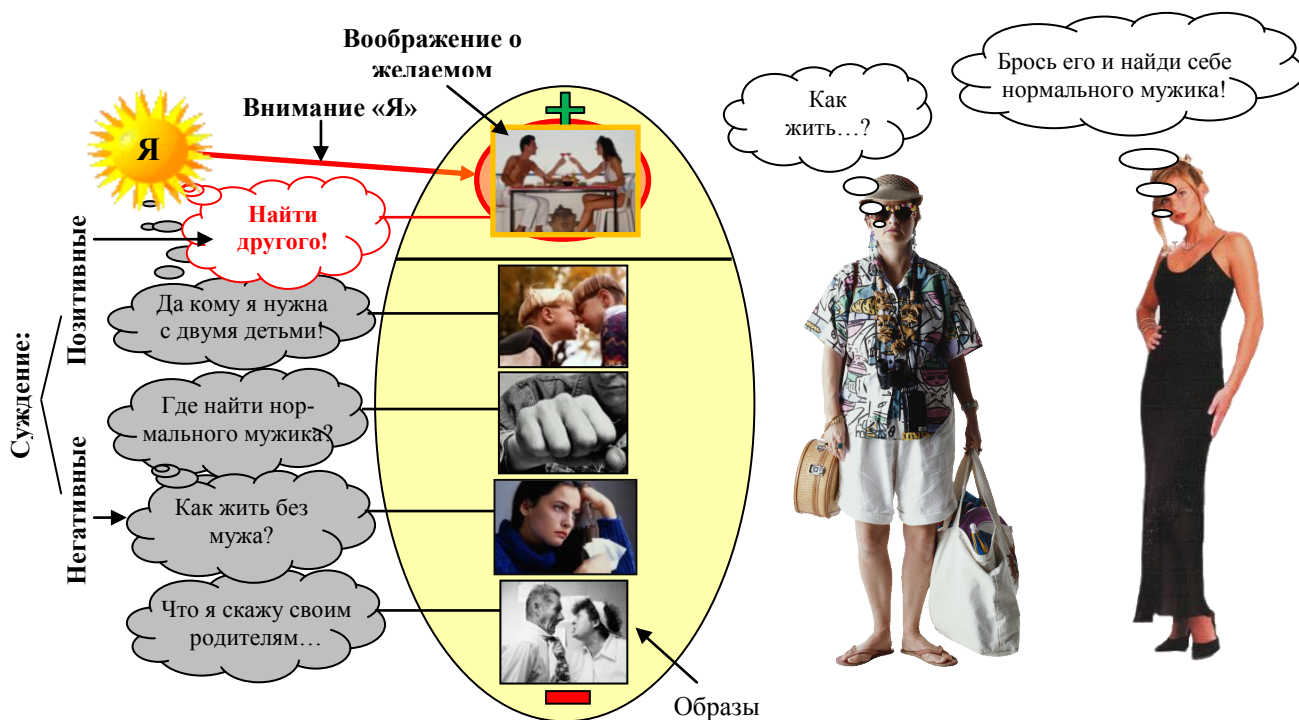 Воображение о
желаемом
Внимание «Я»
Я
Найти
другого!
Да кому я нужна
с двумя детьми!
Где найти нор-
мального мужика?
Как жить без
мужа?
Что я скажу своим
родителям…
Суждение:
Позитивные
Негативные
Образы
Как
жить…?
Брось его и найди себе
нормального мужика!